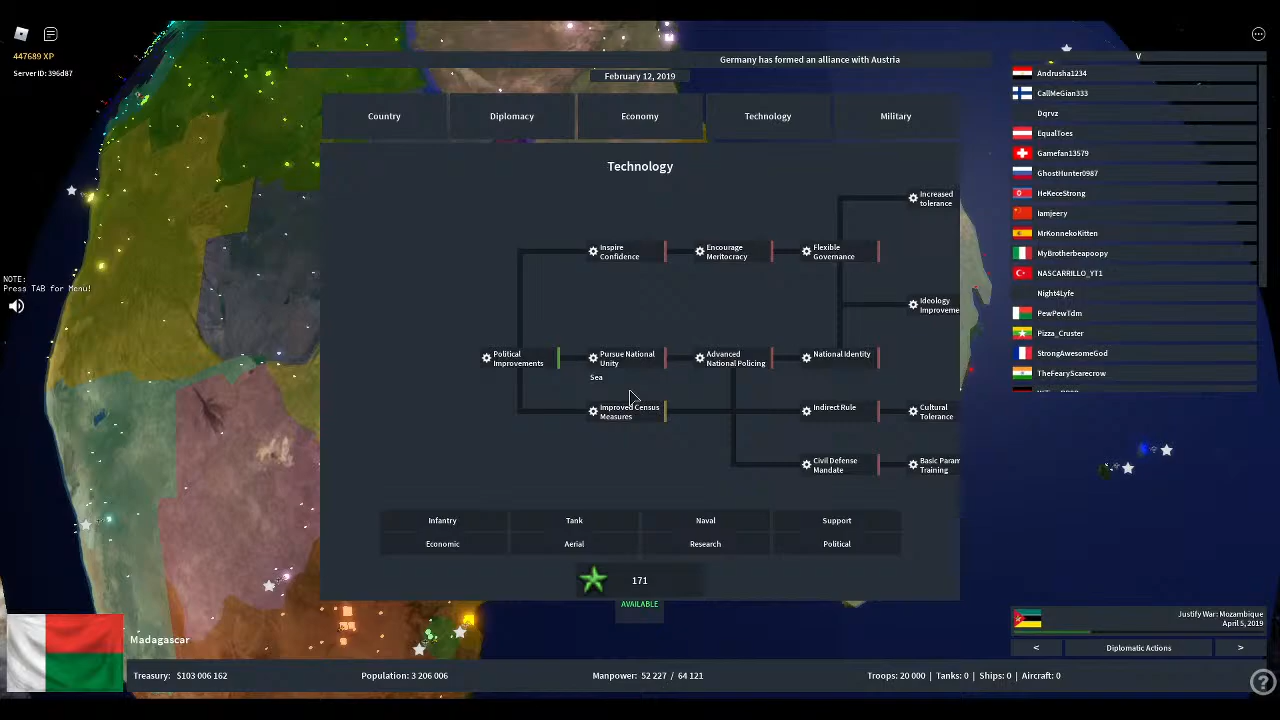 447689 XP
Server ID: 396d87
Germany has formed an alliance with Austria
V
February 12, 2019
Country
Diplomacy
Economy
Technology
Military
Technology
Increased
tolerance
Inspire
Confidence
Encourage
Meritocracy
Flexible
Governance
Ideology
Improveme
Political
Improvements
Pursue National
Unity
Advanced
National Policing
National Identity
Sea
Improved Census
Measures
Indirect Rule
Cultural
Tolerance
Civil Defense
Mandate
Basic Param
Training
Infantry
Tank
Naval
Support
Economic
Aerial
Research
Political
171
AVAILABLE
NOTE:
Press TAB for Menu!
Andrusha1234
CallMeGian333
Dqrvz
EqualToes
Gamefan13579
GhostHunter0987
HeKeceStrong
Iamjeery
MrKonnekoKitten
MyBrotherbeapoopy
NASCARRILLO_YT1
Night4Lyfe
PewPewTdm
Pizza_Cruster
StrongAwesomeGod
TheFearyScarecrow
Justify War: Mozambique
April 5, 2019
<
Diplomatic Actions
>
Madagascar
Treasury: $103 006 162
Population: 3 206 006
Manpower: 52 227 / 64 121
Troops: 20 000 | Tanks: 0 | Ships: 0 | Aircraft: 0
?